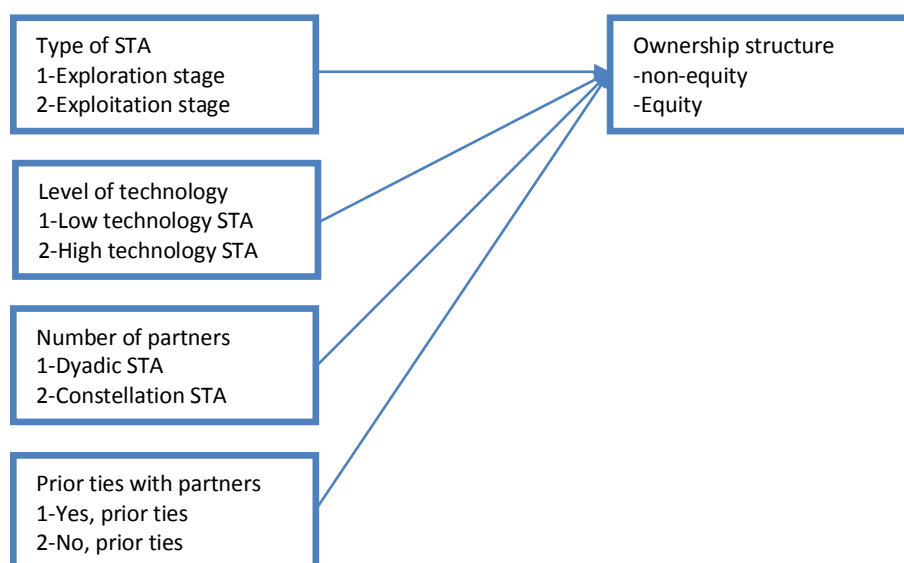 Type of STA
1-Exploration stage
2-Exploitation stage
Ownership structure
-non-equity
-Equity
Level of technology
1-Low technology STA
2-High technology STA
Number of partners
1-Dyadic STA
2-Constellation STA
Prior ties with partners
1-Yes, prior ties
2-No, prior ties